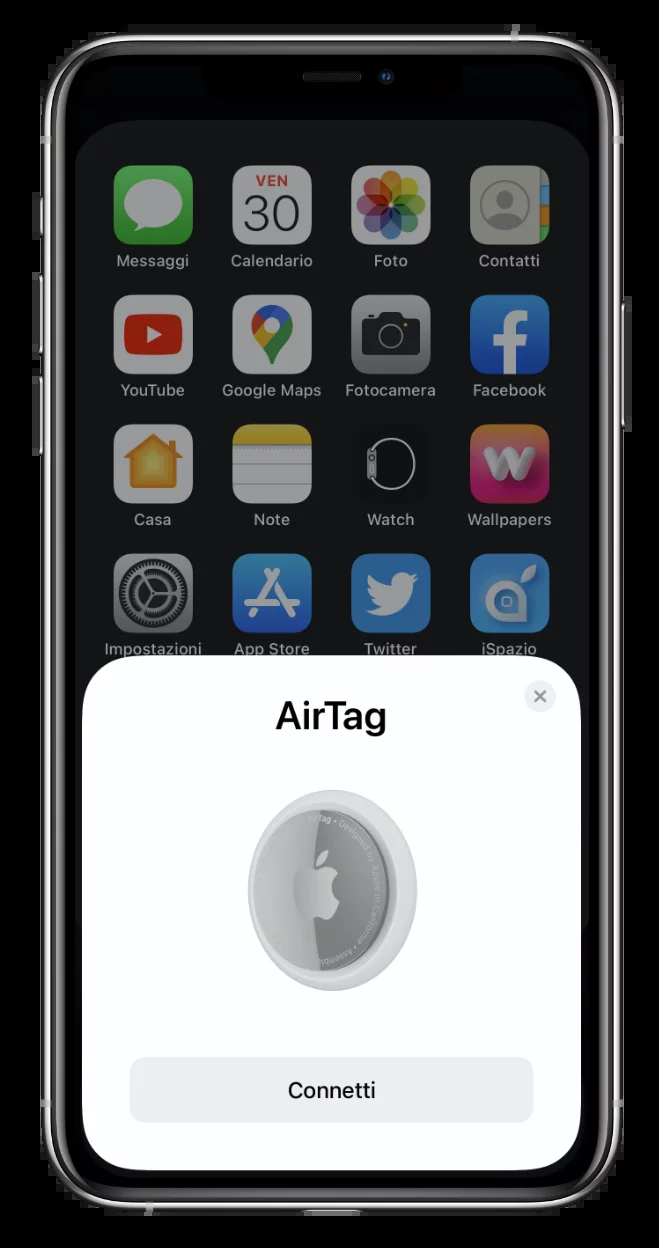 VEN
30
Messaggi
Calendario
Foto
Contatti
YouTube
Google Maps
Fotocamera
Facebook
Casa
Note
Watch
Wallpapers
Impostazioni
App Store
Twitter
iSpazio
AirTag
AirTag • Designed by Apple in California • Assembl
Connetti